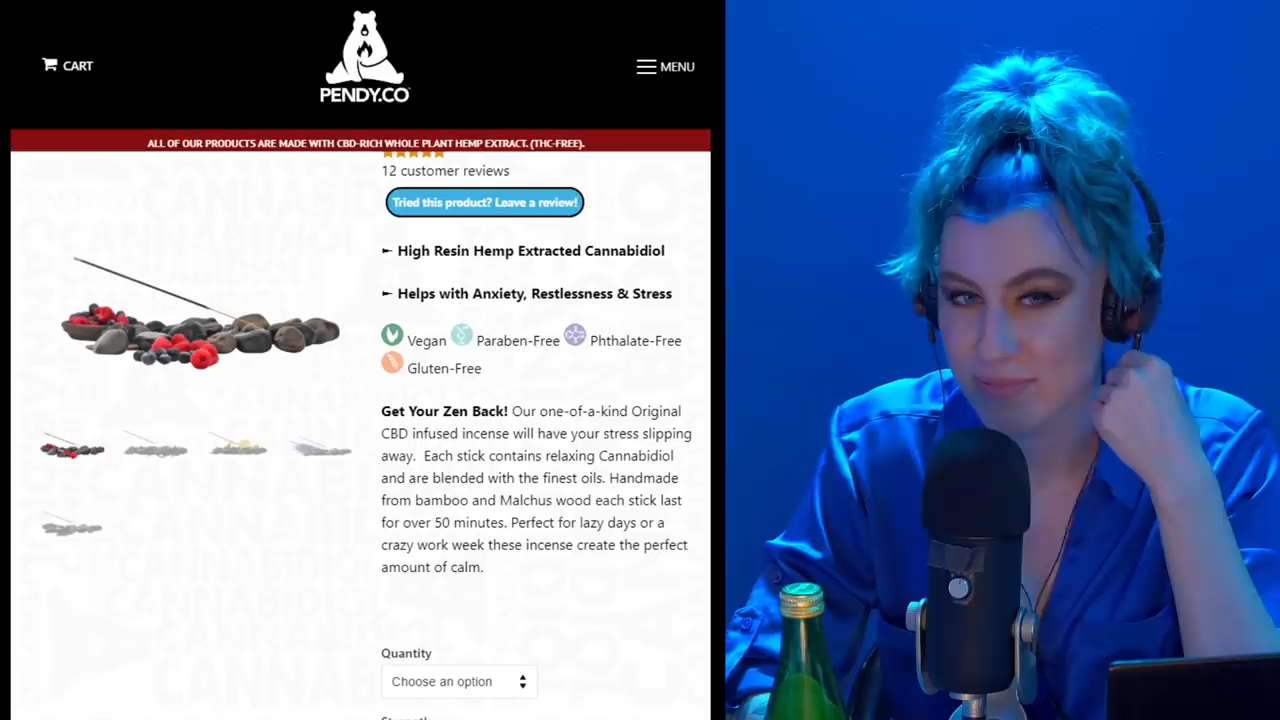 CART
PENDY.CO
MENU
ALL OF OUR PRODUCTS ARE MADE WITH CBD-RICH WHOLE PLANT HEMP EXTRACT. (THC-FREE).
12 customer reviews
Tried this product? Leave a review!
► High Resin Hemp Extracted Cannabidiol
► Helps with Anxiety, Restlessness & Stress
Vegan Paraben-Free Phthalate-Free
Gluten-Free
Get Your Zen Back! Our one-of-a-kind Original
CBD infused incense will have your stress slipping
away. Each stick contains relaxing Cannabidiol
and are blended with the finest oils. Handmade
from bamboo and Malchus wood each stick last
for over 50 minutes. Perfect for lazy days or a
crazy work week these incense create the perfect
amount of calm.
Quantity
Choose an option